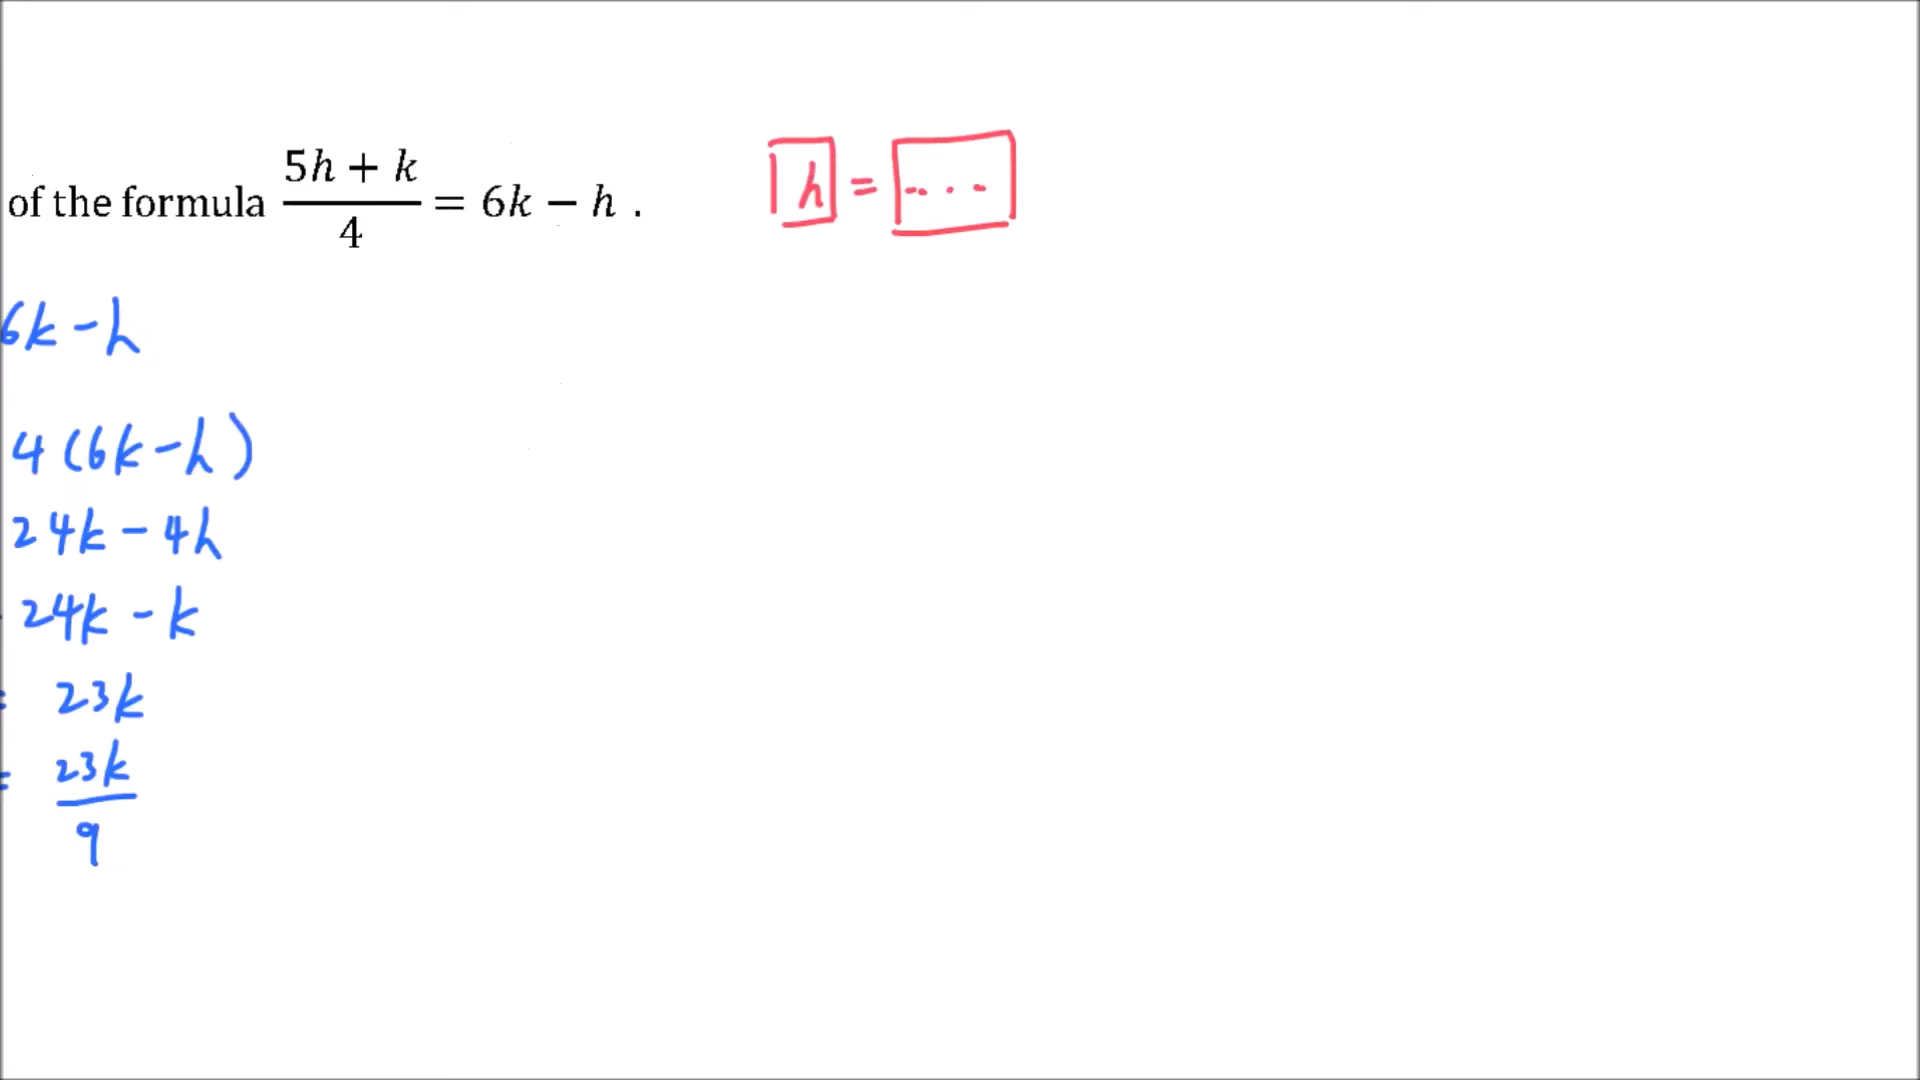 of the formula (5h + k)/4 = 6k − h .
h = ....
6k − h
4 (6k − h)
24k − 4h
24k − k
= 23k
= 23k/9